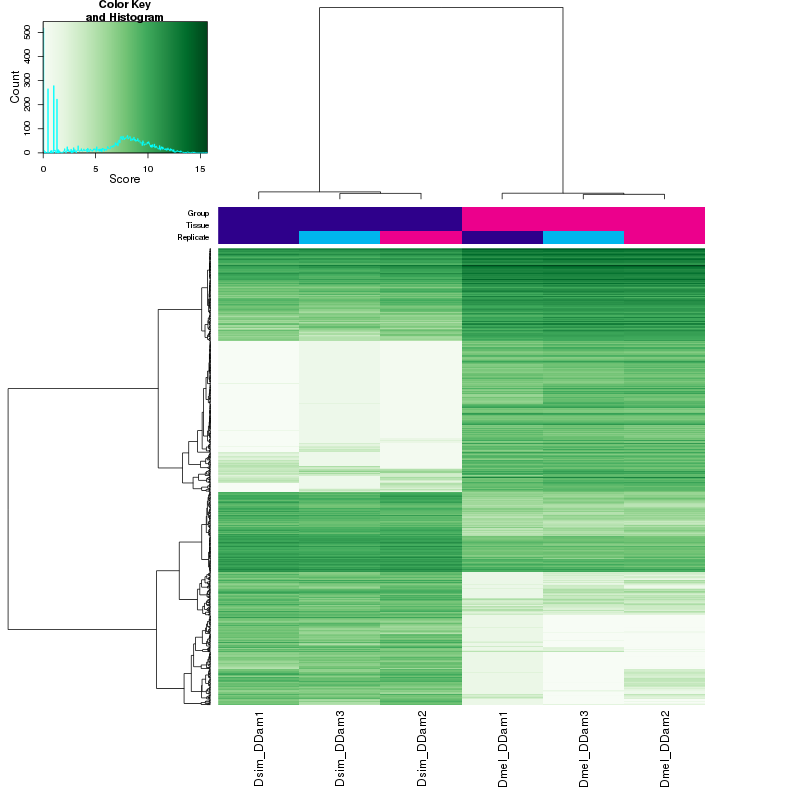 Color Key
and Histogram
Count
0
100
200
300
400
500
0
5
10
15
Score
Group
Tissue
Replicate
Dsim_DDam1
Dsim_DDam3
Dsim_DDam2
Dmel_DDam1
Dmel_DDam3
Dmel_DDam2